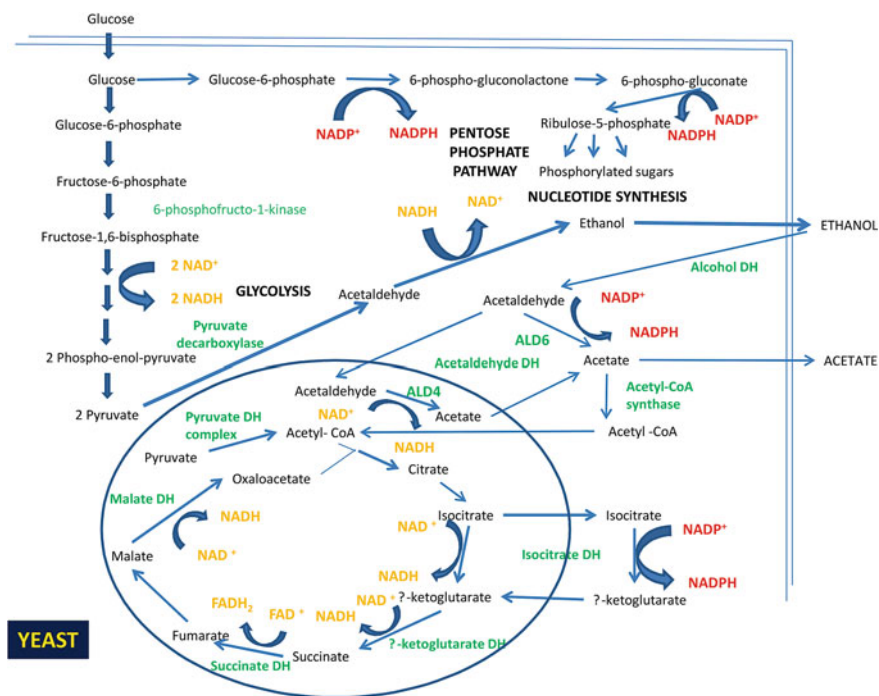 Glucose
Glucose
Glucose-6-phosphate
6-phospho-gluconolactone
6-phospho-gluconate
Glucose-6-phosphate
NADP⁺
NADPH
PENTOSE
PHOSPHATE
PATHWAY
Ribulose-5-phosphate
NADPH
NADP⁺
Fructose-6-phosphate
Phosphorylated sugars
6-phosphofructo-1-kinase
NADH
NAD⁺
NUCLEOTIDE SYNTHESIS
Fructose-1,6-bisphosphate
Ethanol
ETHANOL
2 NAD⁺
2 NADH
GLYCOLYSIS
Acetaldehyde
Acetaldehyde
Alcohol DH
NADP⁺
NADPH
Pyruvate
decarboxylase
ALD6
2 Phospho-enol-pyruvate
Acetaldehyde DH
Acetate
ACETATE
Acetaldehyde
ALD4
Acetyl-CoA
synthase
2 Pyruvate
Pyruvate DH
complex
NAD⁺
Acetate
Acetyl- CoA
NADH
Acetyl -CoA
Pyruvate
Oxaloacetate
Citrate
Malate DH
NADH
Isocitrate
Isocitrate
NAD ⁺
NADP⁺
Malate
NAD ⁺
Isocitrate DH
NADH
NADPH
FADH₂
FAD ⁺
NADH
NAD ⁺
?-ketoglutarate
?-ketoglutarate
Fumarate
YEAST
Succinate
?-ketoglutarate DH
Succinate DH